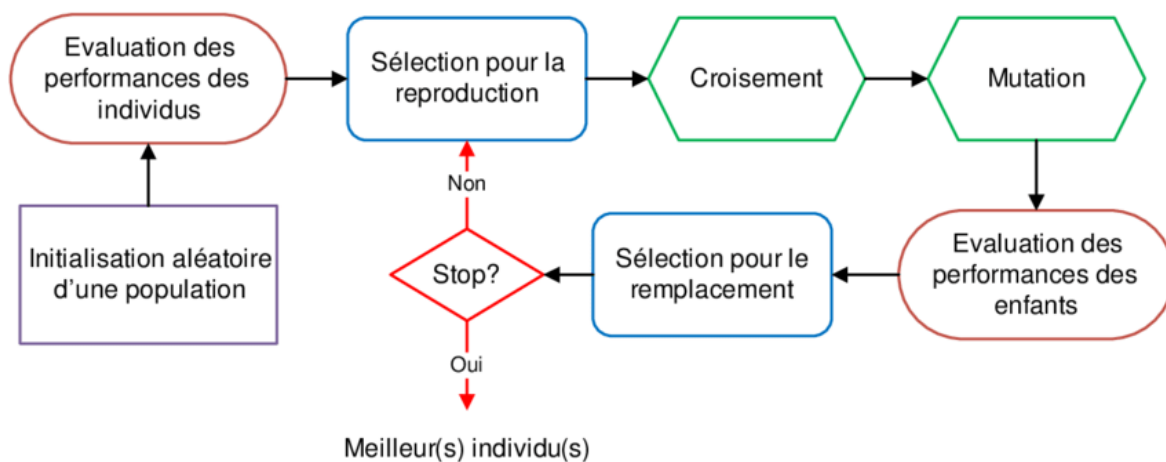 Evaluation des
performances des
individus
Sélection pour la
reproduction
Croisement
Mutation
Non
Initialisation aléatoire
d'une population
Stop?
Sélection pour le
remplacement
Evaluation des
performances des
enfants
Oui
Meilleur(s) individu(s)